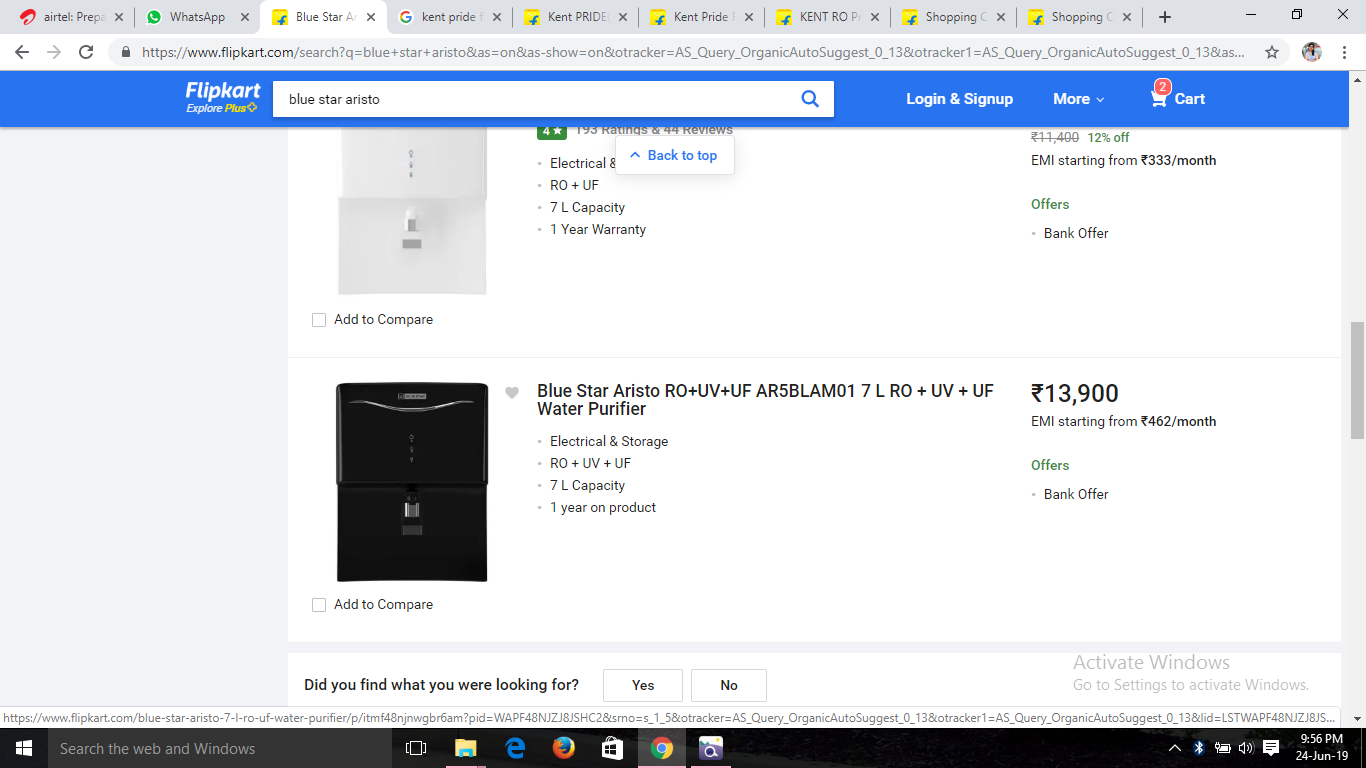 airtel: Prepa
WhatsApp
Blue Star Ar
kent pride f
Kent PRIDE
Kent Pride
KENT RO P
Shopping C
Shopping C
https://www.flipkart.com/search?q=blue+star+aristo&as=on&as-show=on&otracker=AS_Query_OrganicAutoSuggest_0_13&otracker1=AS_Query_OrganicAutoSuggest_0_13&as...
Flipkart
Explore Plus
blue star aristo
Login & Signup
More
2
Cart
4★ 193 Ratings & 44 Reviews
₹11,400 12% off
Back to top
Electrical &
EMI starting from ₹333/month
RO + UF
7 L Capacity
1 Year Warranty
Offers
Bank Offer
Add to Compare
Blue Star Aristo RO+UV+UF AR5BLAM01 7 L RO + UV + UF
Water Purifier
Electrical & Storage
RO + UV + UF
7 L Capacity
1 year on product
₹13,900
EMI starting from ₹462/month
Offers
Bank Offer
Add to Compare
Did you find what you were looking for?
Yes
No
Activate Windows
Go to Settings to activate Windows.
https://www.flipkart.com/blue-star-aristo-7-l-ro-uf-water-purifier/p/itmf48njnwgbr6am?pid=WAPF48NJZJ8JSHC2&srno=s_1_5&otracker=AS_Query_OrganicAutoSuggest_0_13&otracker1=AS_Query_OrganicAutoSuggest_0_13&lid=LSTWAPF48NJZJ8JS...
Search the web and Windows
9:56 PM
24-Jun-19